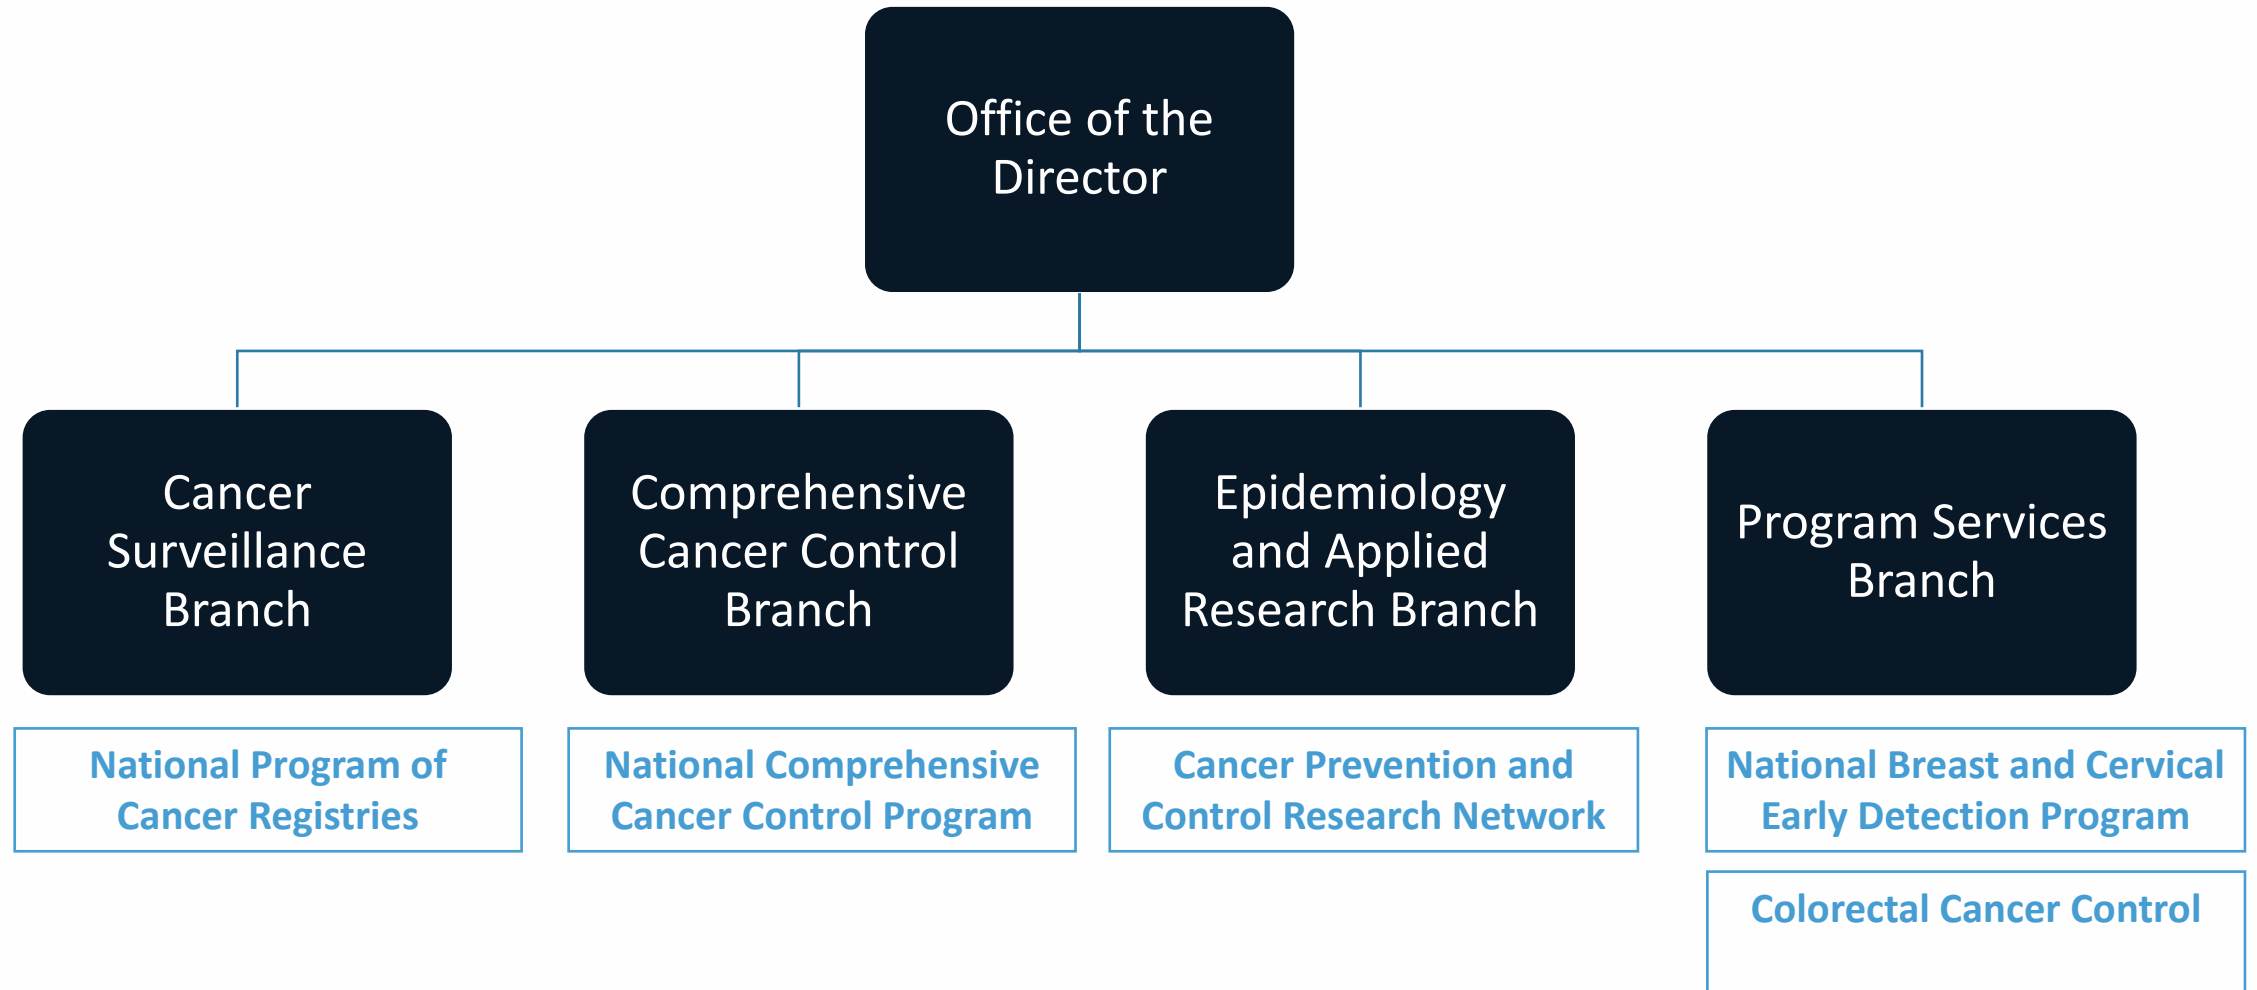 Office of the
Director
Cancer
Surveillance
Branch
Comprehensive
Cancer Control
Branch
Epidemiology
and Applied
Research Branch
Program Services
Branch
National Program of
Cancer Registries
National Comprehensive
Cancer Control Program
Cancer Prevention and
Control Research Network
National Breast and Cervical
Early Detection Program
Colorectal Cancer Control